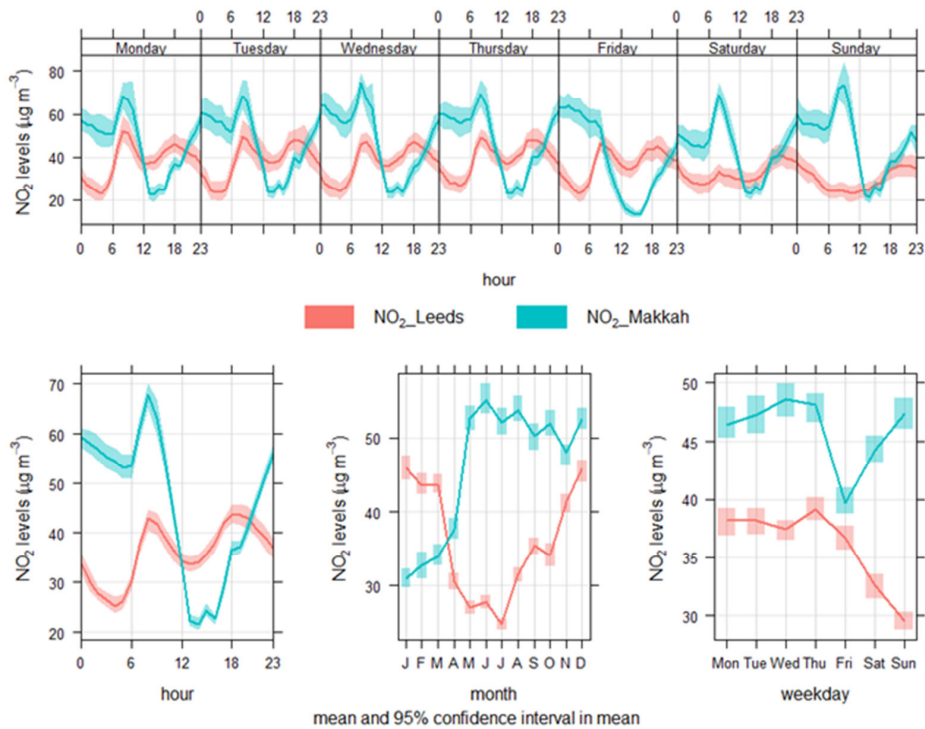 0 6 12 18 23 0 6 12 18 23 0 6 12 18 23
Monday Tuesday Wednesday Thursday Friday Saturday Sunday
NO₂ levels (µg m⁻³)
80
60
40
20
0 6 12 18 23 0 6 12 18 23 0 6 12 18 23 0 6 12 18 23
hour
NO₂_Leeds NO₂_Makkah
NO₂ levels (µg m⁻³)
70
60
50
40
30
20
0 6 12 18 23
hour
NO₂ levels (µg m⁻³)
50
40
30
J F M A M J J A S O N D
month
NO₂ levels (µg m⁻³)
50
45
40
35
30
Mon Tue Wed Thu Fri Sat Sun
weekday
mean and 95% confidence interval in mean